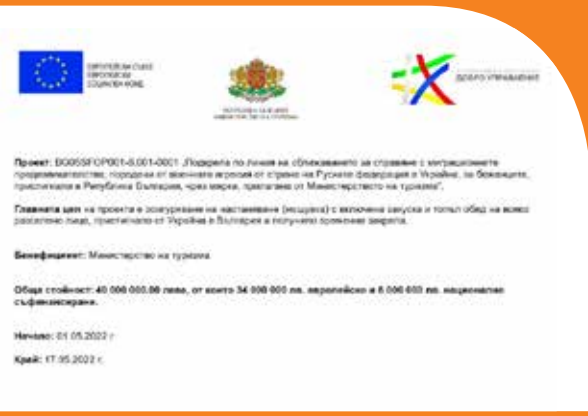 ЕВРОПЕЙСКИ СЪЮЗ
ЕВРОПЕЙСКИ
СОЦИАЛЕН ФОНД
ДОБРО УПРАВЛЕНИЕ
Проект: BG05SFOP001-6.001-0001 „Подкрепа по линия на облекчаването за справяне с миграционните
предизвикателства, породени от военната агресия от страна на Руската федерация в Украйна, за бежанците,
пристигнали в Република България, чрез мерки, прилагани от Министерството на туризма".
Главната цел на проекта е осигуряване на настаняване (нощувка) с включена закуска и топъл обяд на всяко
разселено лице, пристигнало от Украйна в България и получило временна закрила.
Бенефициент: Министерство на туризма
Обща стойност: 40 000 000.00 лева, от които 34 000 000 лв. европейско и 6 000 000 лв. национално
съфинансиране.
Начало: 01.05.2022 г.
Край: 17.05.2022 г.